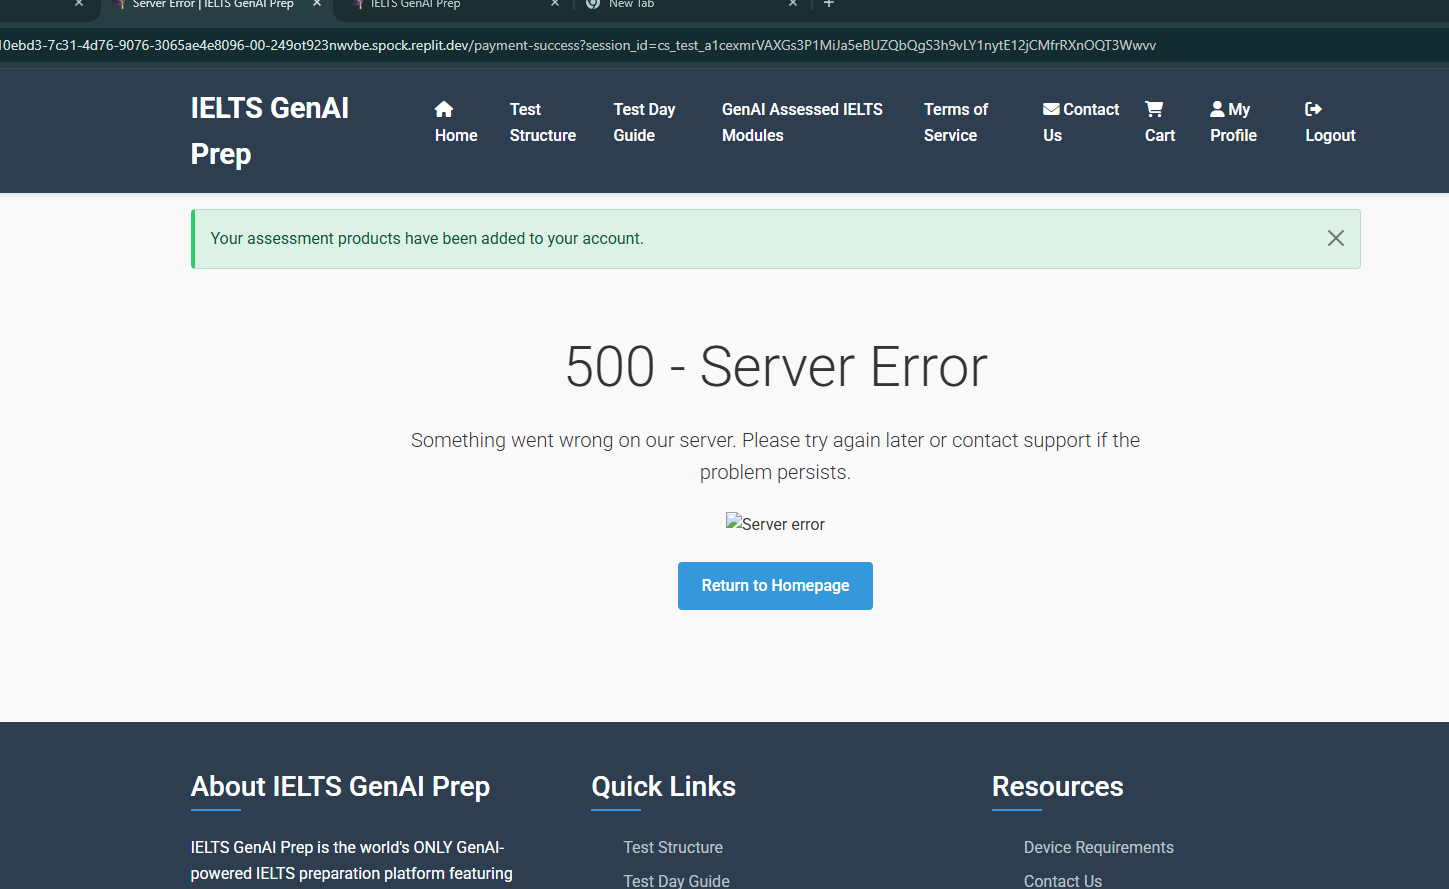 Server Error | IELTS GenAI Prep
IELTS GenAI Prep
New Tab
10ebd3-7c31-4d76-9076-3065ae4e8096-00-249ot923nwvbe.spock.replit.dev/payment-success?session_id=cs_test_a1cexmrVAXGs3P1MiJa5eBUZQbQgS3h9vLY1nytE12jCMfrRXnOQT3Wwvv
IELTS GenAI
Prep
Home
Test
Structure
Test Day
Guide
GenAI Assessed IELTS
Modules
Terms of
Service
Contact
Us
Cart
My
Profile
Logout
Your assessment products have been added to your account.
500 - Server Error
Something went wrong on our server. Please try again later or contact support if the
problem persists.
Server error
Return to Homepage
About IELTS GenAI Prep
IELTS GenAI Prep is the world's ONLY GenAI-
powered IELTS preparation platform featuring
Quick Links
Test Structure
Test Day Guide
Resources
Device Requirements
Contact Us